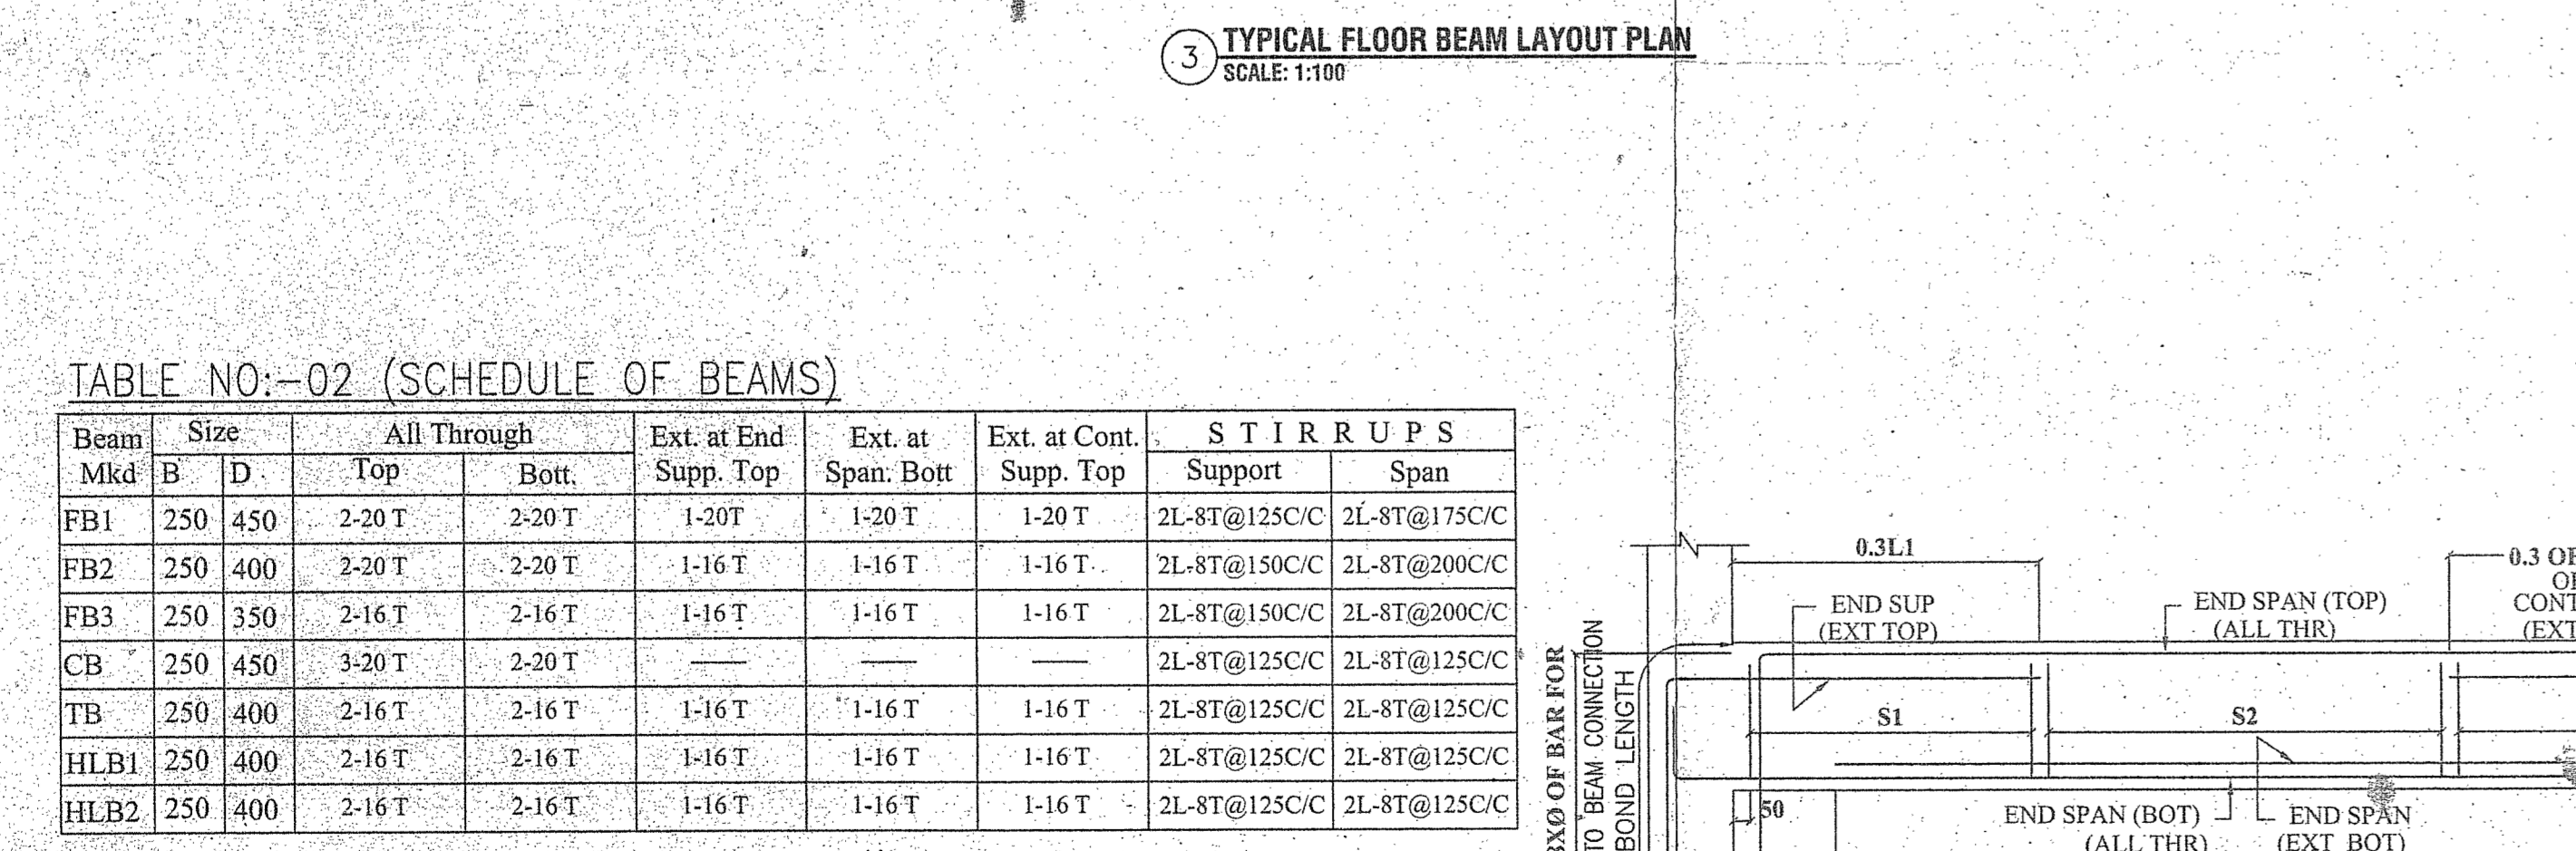 3 TYPICAL FLOOR BEAM LAYOUT PLAN
SCALE: 1:100
TABLE NO:-02 (SCHEDULE OF BEAMS)
Beam Mkd Size All Through Ext. at End Supp. Top Ext. at Span. Bott Ext. at Cont. Supp. Top STIRRUPS
B D Top Bott. Support Span
FB1 250 450 2-20 T 2-20 T 1-20T 1-20 T 1-20 T 2L-8T@125C/C 2L-8T@175C/C
FB2 250 400 2-20 T 2-20 T 1-16 T 1-16 T 1-16 T 2L-8T@150C/C 2L-8T@200C/C
FB3 250 350 2-16 T 2-16 T 1-16 T 1-16 T 1-16 T 2L-8T@150C/C 2L-8T@200C/C
CB 250 450 3-20 T 2-20 T — — — 2L-8T@125C/C 2L-8T@125C/C
TB 250 400 2-16 T 2-16 T 1-16 T 1-16 T 1-16 T 2L-8T@125C/C 2L-8T@125C/C
HLB1 250 400 2-16 T 2-16 T 1-16 T 1-16 T 1-16 T 2L-8T@125C/C 2L-8T@125C/C
HLB2 250 400 2-16 T 2-16 T 1-16 T 1-16 T 1-16 T 2L-8T@125C/C 2L-8T@125C/C
OF BAR FOR
TO BEAM CONNECTION
BOND LENGTH
0.3L1
END SUP
(EXT TOP)
END SPAN (TOP)
(ALL THR)
0.3
(EXT
S1
S2
50
END SPAN (BOT)
(ALL THR)
END SPAN
(EXT BOT)